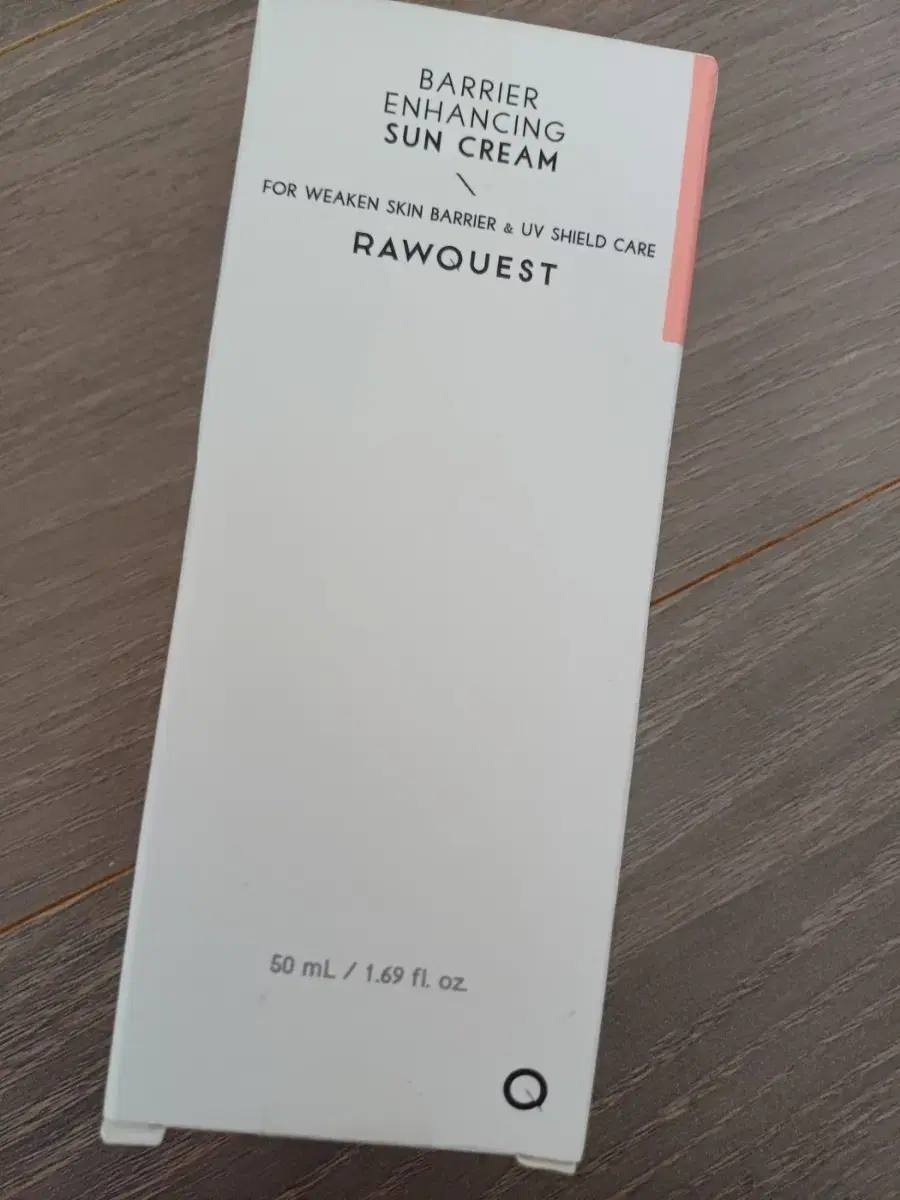 BARRIER
ENHANCING
SUN CREAM
\
FOR WEAKEN SKIN BARRIER & UV SHIELD CARE
RAWQUEST
50 mL / 1.69 fl. oz.
Q